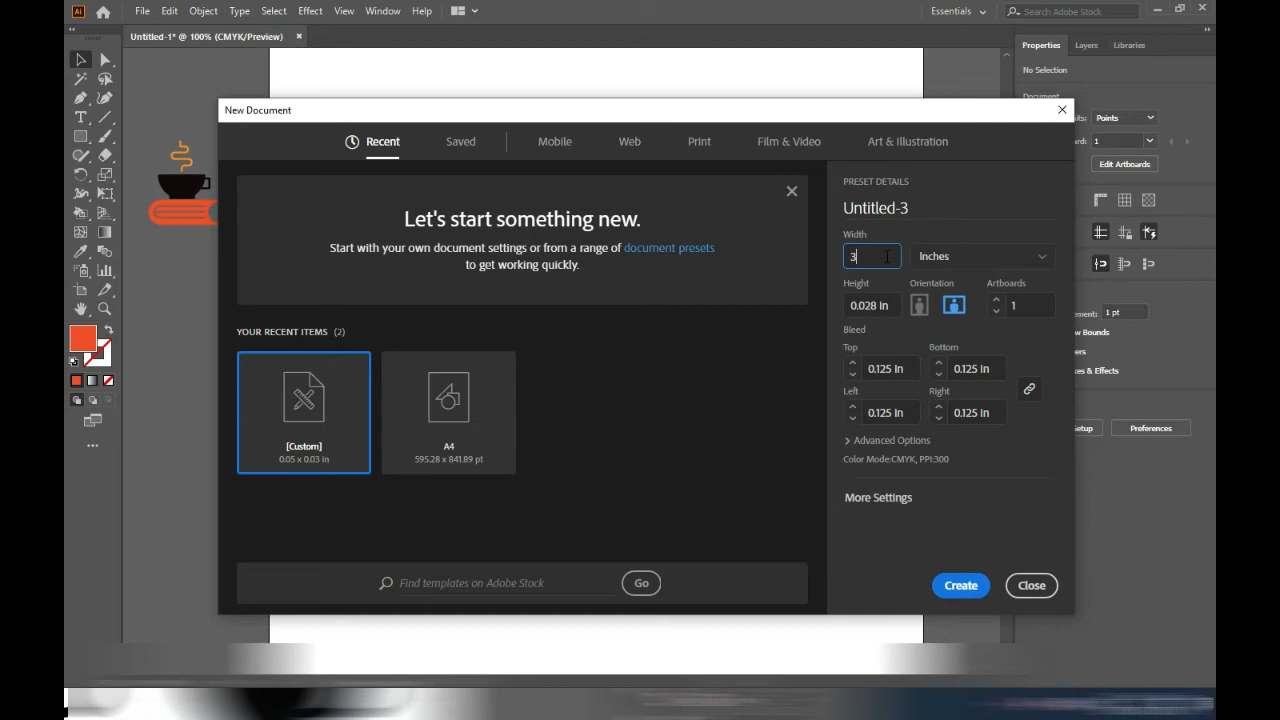 Ai File Edit Object Type Select Effect View Window Help Essentials Search Adobe Stock
Untitled-1* @ 100% (CMYK/Preview)
Properties Layers Libraries
No Selection
New Document
Points
1
Edit Artboards
1 pt
Preferences
Recent Saved Mobile Web Print Film & Video Art & Illustration
Let's start something new.
Start with your own document settings or from a range of document presets
to get working quickly.
YOUR RECENT ITEMS (2)
[Custom]
0.05 x 0.03 in
A4
595.28 x 841.89 pt
Find templates on Adobe Stock Go
PRESET DETAILS
Untitled-3
Width
3 Inches
Height Orientation Artboards
0.028 in 1
Bleed
Top Bottom
0.125 in 0.125 in
Left Right
0.125 in 0.125 in
Advanced Options
Color Mode:CMYK, PPI:300
More Settings
Create Close